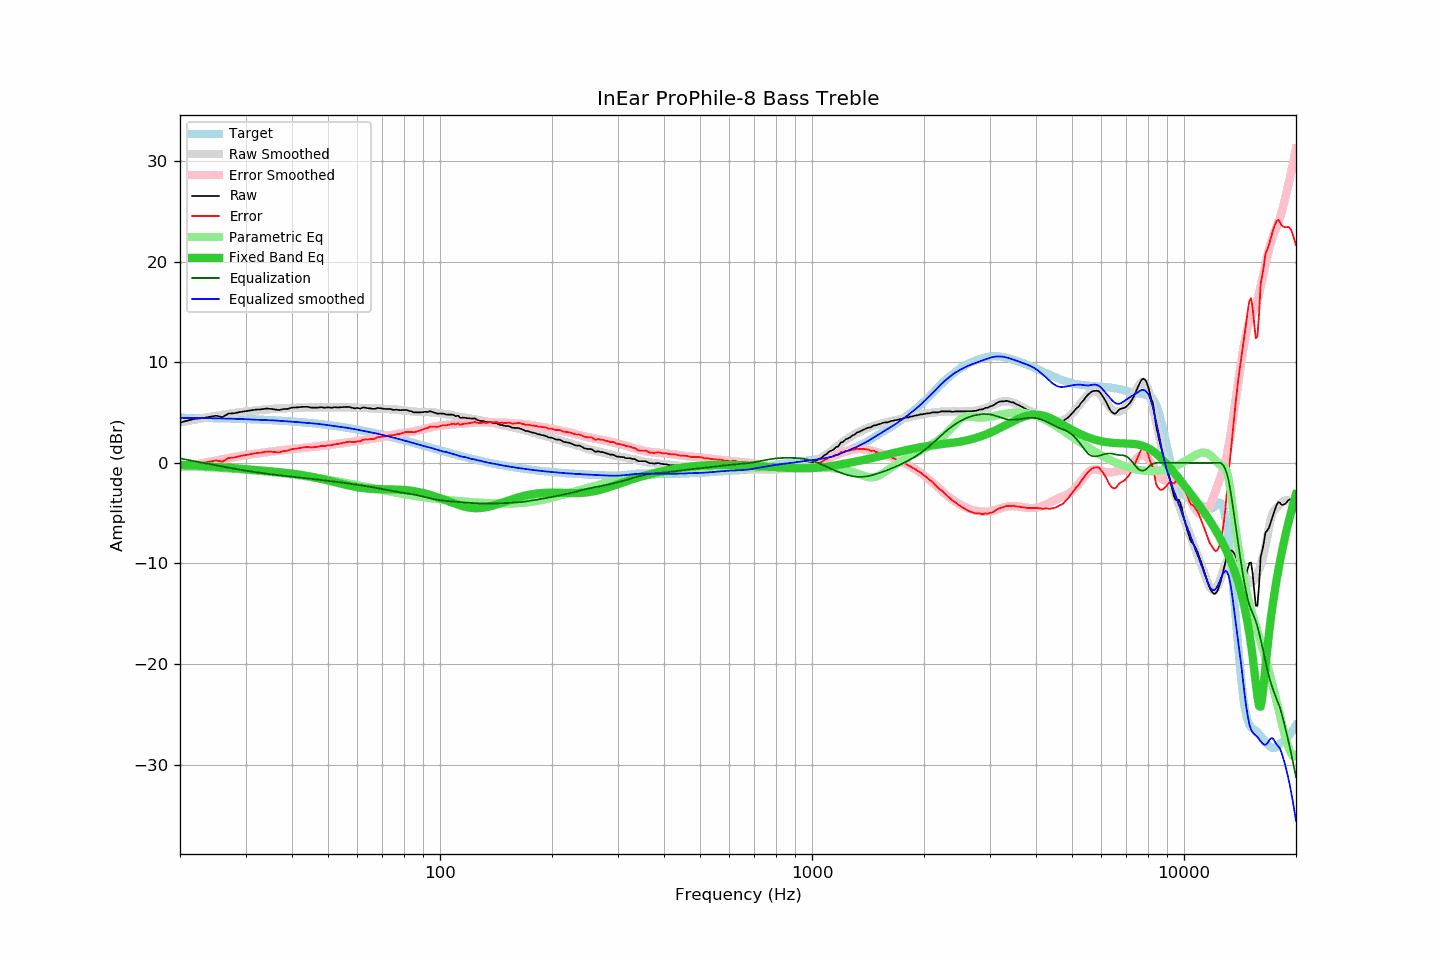 InEar ProPhile-8 Bass Treble
Target
Raw Smoothed
Error Smoothed
Raw
Error
Parametric Eq
Fixed Band Eq
Equalization
Equalized smoothed
30
20
10
0
−10
−20
−30
Amplitude (dBr)
100 1000 10000
Frequency (Hz)